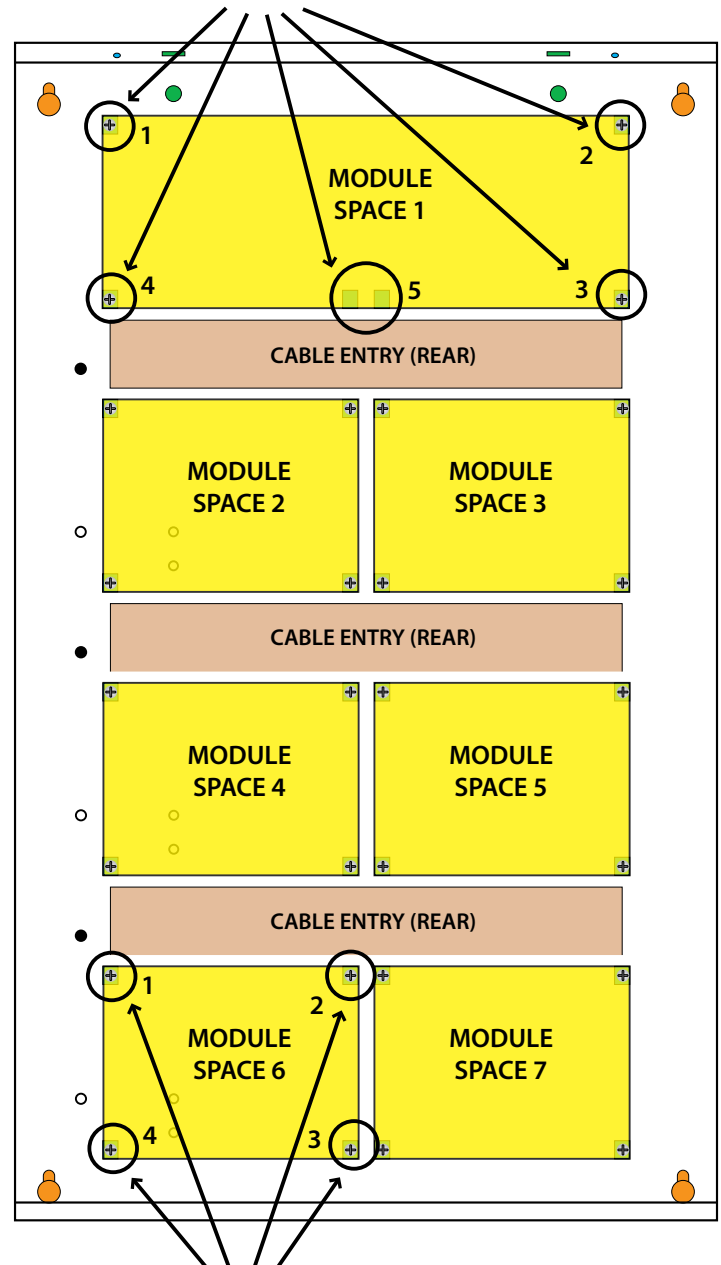 1
2
MODULE
SPACE 1
4
5
3
CABLE ENTRY (REAR)
MODULE
SPACE 2
MODULE
SPACE 3
CABLE ENTRY (REAR)
MODULE
SPACE 4
MODULE
SPACE 5
CABLE ENTRY (REAR)
1
2
MODULE
SPACE 6
MODULE
SPACE 7
4
3